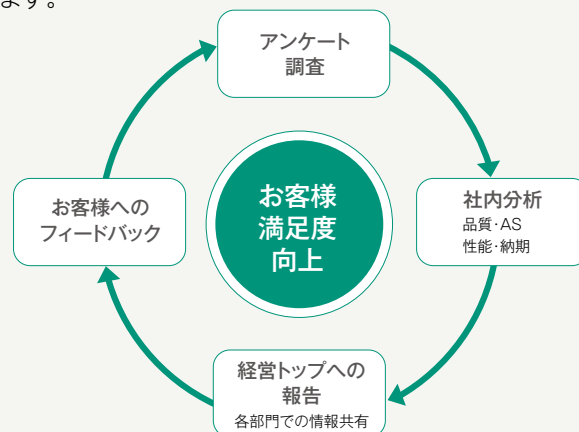 ます。
アンケート
調査
お客様
満足度
向上
社内分析
品質・AS
性能・納期
経営トップへの
報告
各部門での情報共有
お客様への
フィードバック